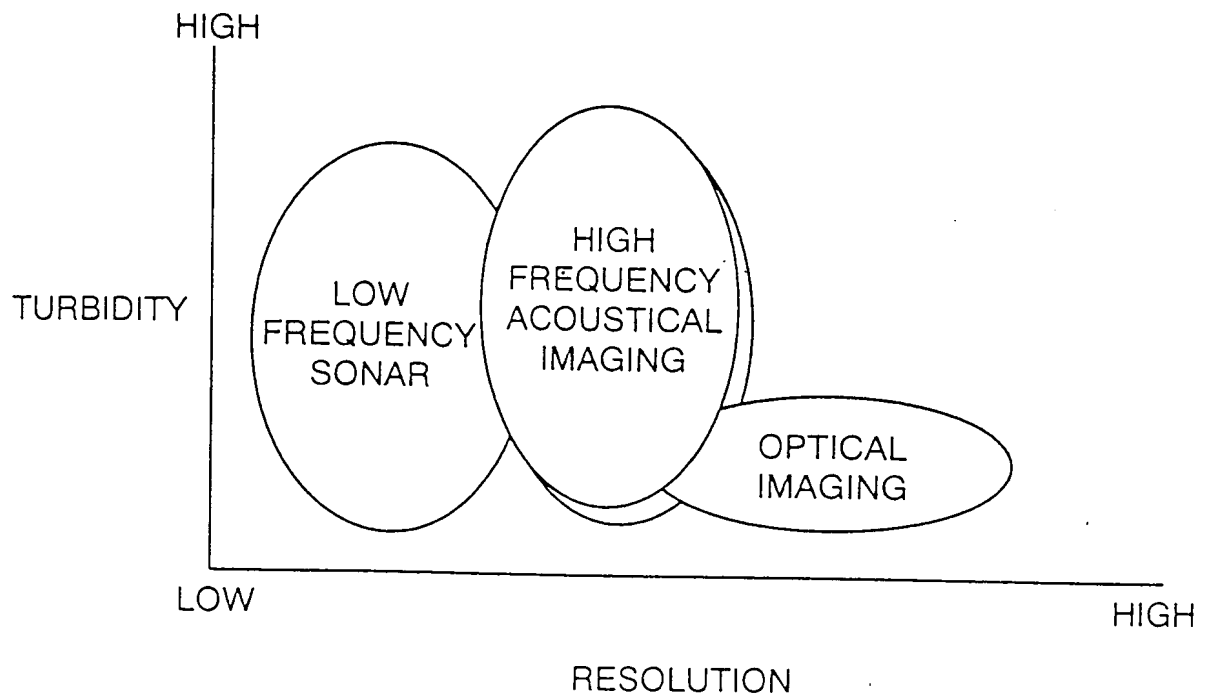 HIGH
TURBIDITY
LOW
FREQUENCY
SONAR
HIGH
FREQUENCY
ACOUSTICAL
IMAGING
OPTICAL
IMAGING
LOW
HIGH
RESOLUTION